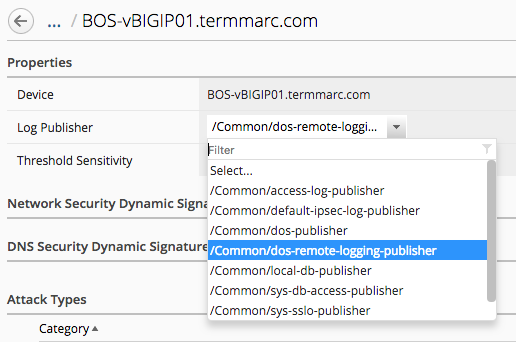 ... / BOS-vBIGIP01.termmarc.com
Properties
Device BOS-vBIGIP01.termmarc.com
Log Publisher /Common/dos-remote-loggi...
Threshold Sensitivity
Filter
Select...
/Common/access-log-publisher
/Common/default-ipsec-log-publisher
/Common/dos-publisher
/Common/dos-remote-logging-publisher
/Common/local-db-publisher
/Common/sys-db-access-publisher
/Common/sys-sslo-publisher
Network Security Dynamic Signa
DNS Security Dynamic Signature
Attack Types
Category